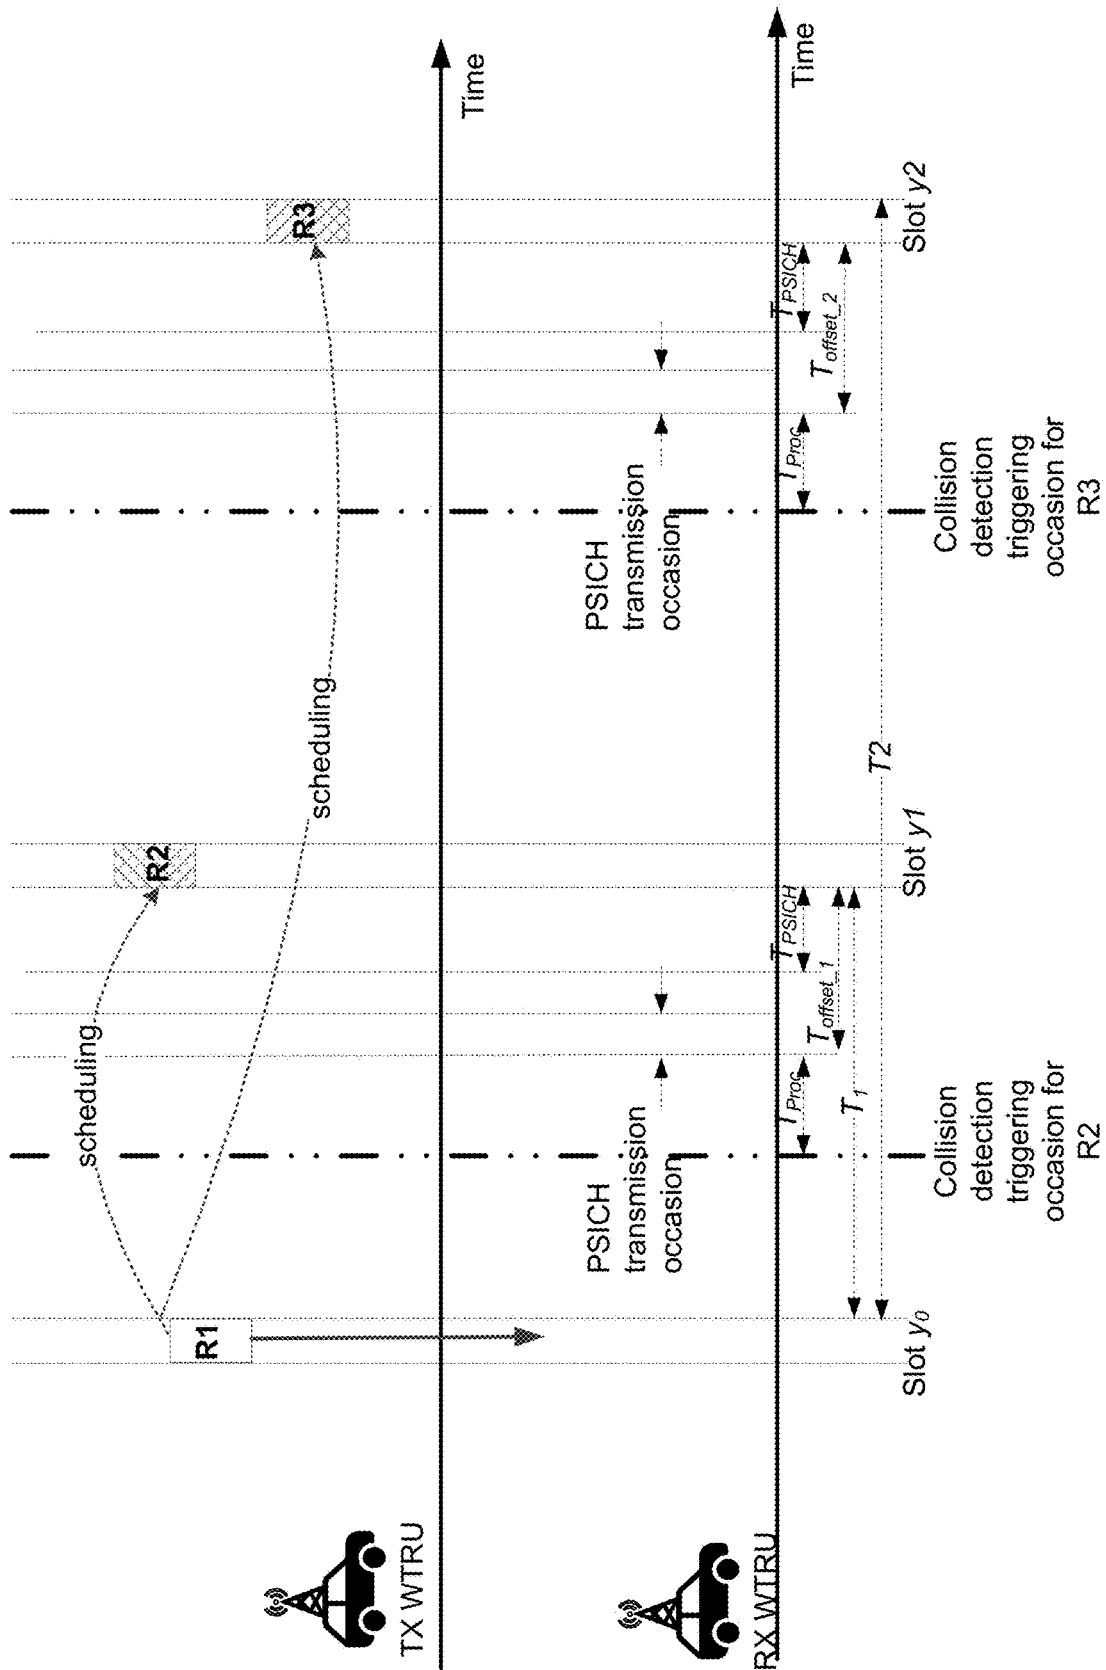 scheduling
R2
scheduling
R3
R1
TX WTRU
Time
PSICH
transmission
occasion
PSICH
transmission
occasion
RX WTRU
Time
TProc
TPSICH
TProc
TPSICH
Toffset_1
Toffset_2
T1
T2
Slot y0
Slot y1
Slot y2
Collision
detection
triggering
occasion for
R2
Collision
detection
triggering
occasion for
R3